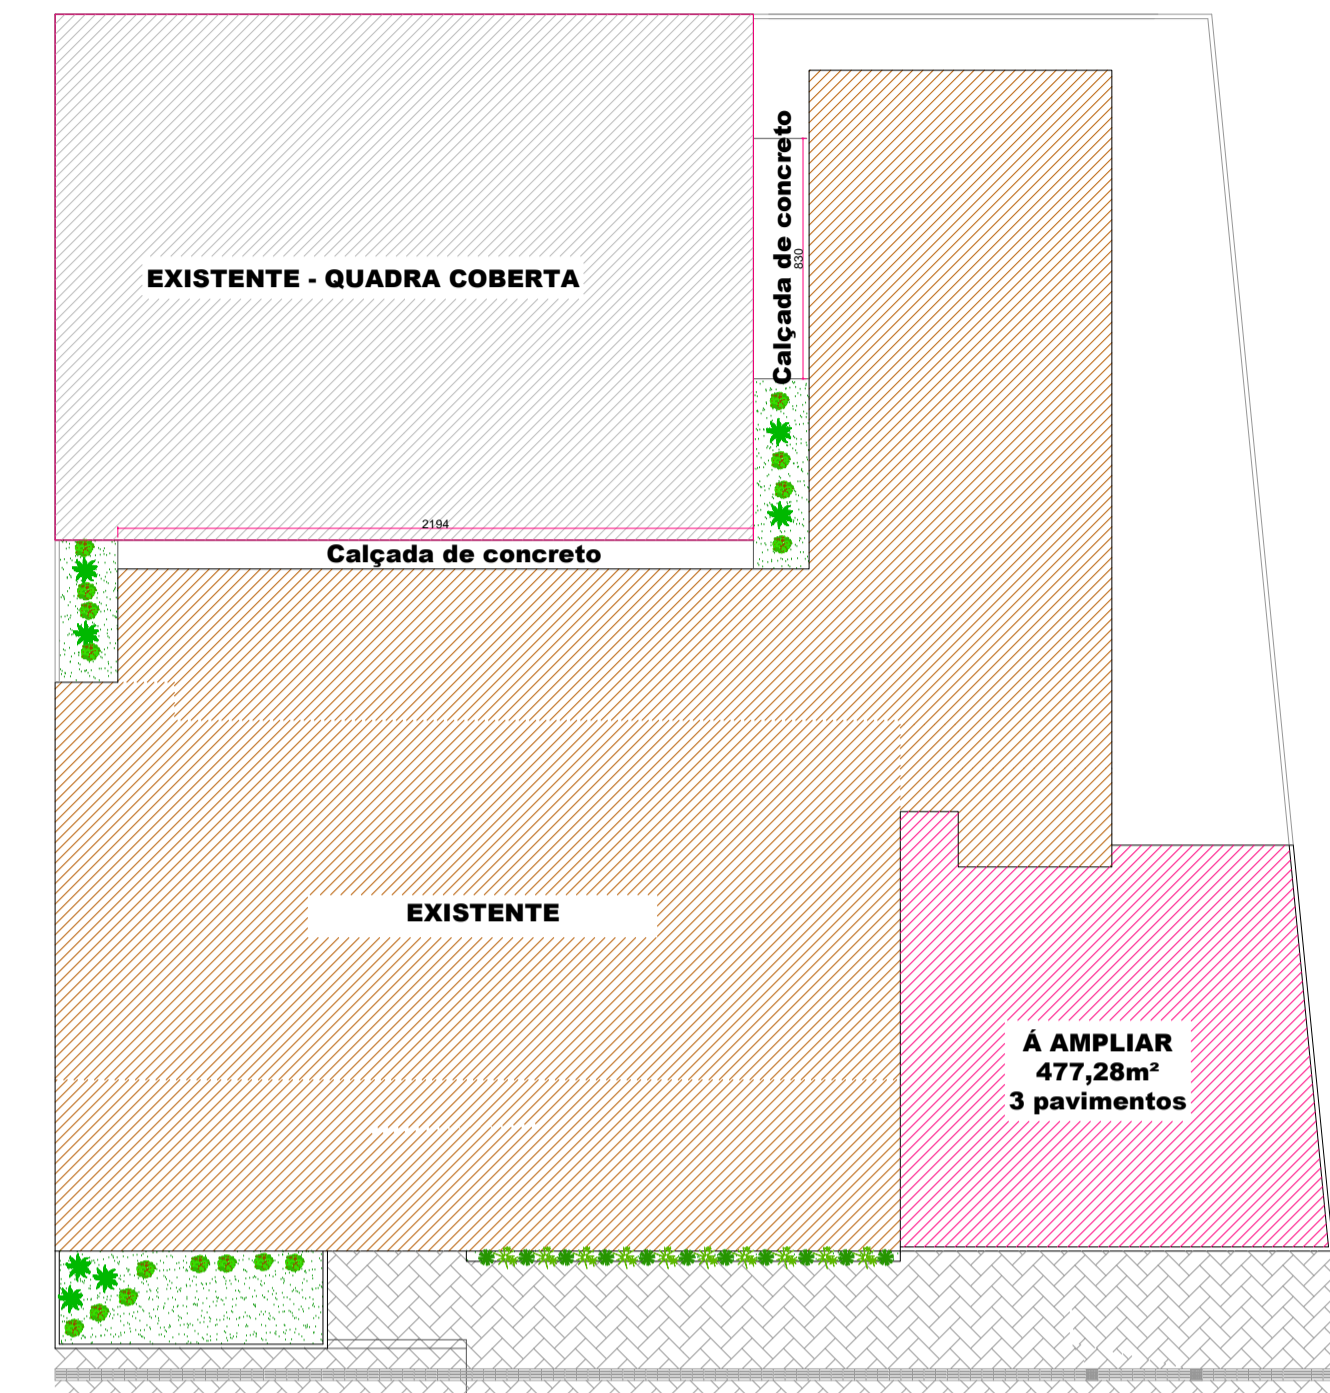 Calçada de concreto
830
EXISTENTE - QUADRA COBERTA
2194
Calçada de concreto
EXISTENTE
Á AMPLIAR
477,28m²
3 pavimentos